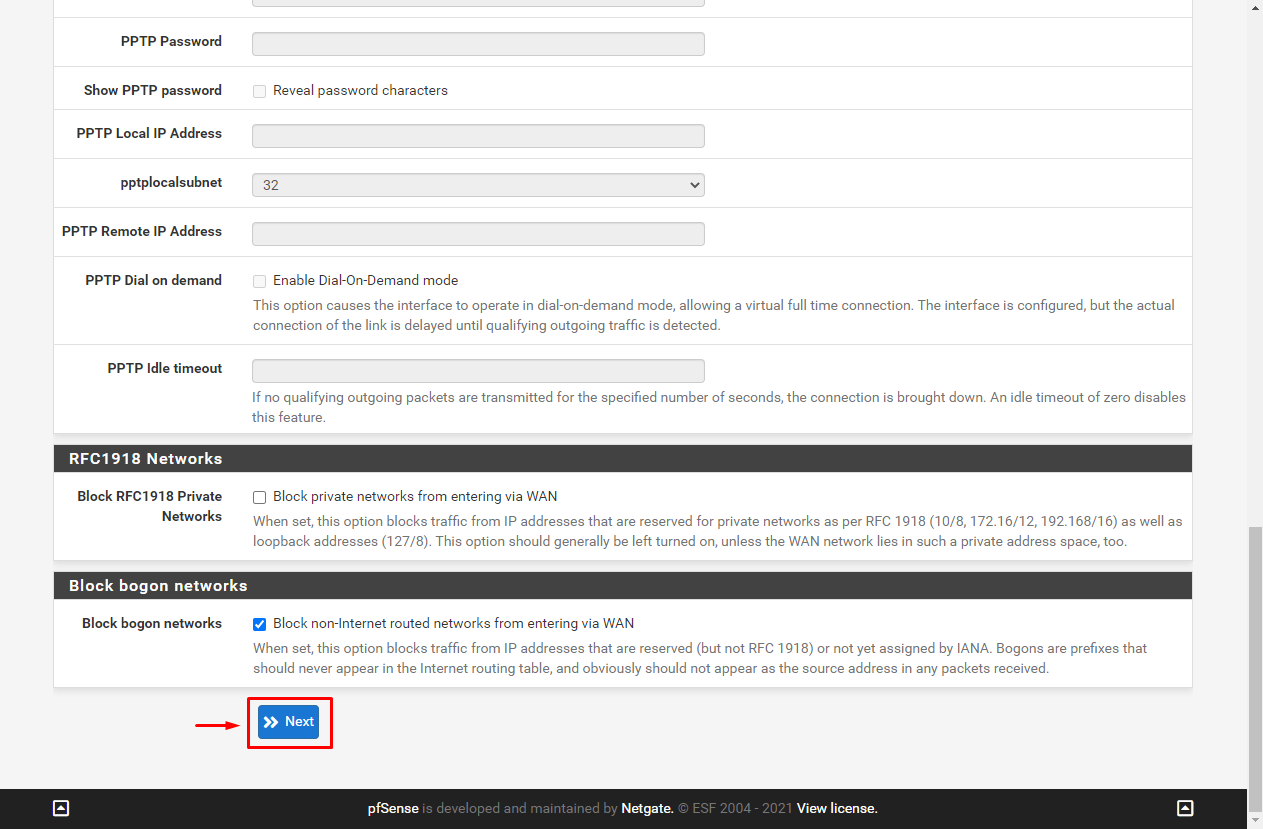 PPTP Password
Show PPTP password
Reveal password characters
PPTP Local IP Address
pptplocalsubnet
32
PPTP Remote IP Address
PPTP Dial on demand
Enable Dial-On-Demand mode
This option causes the interface to operate in dial-on-demand mode, allowing a virtual full time connection. The interface is configured, but the actual
connection of the link is delayed until qualifying outgoing traffic is detected.
PPTP Idle timeout
If no qualifying outgoing packets are transmitted for the specified number of seconds, the connection is brought down. An idle timeout of zero disables
this feature.
RFC1918 Networks
Block RFC1918 Private
Networks
Block private networks from entering via WAN
When set, this option blocks traffic from IP addresses that are reserved for private networks as per RFC 1918 (10/8, 172.16/12, 192.168/16) as well as
loopback addresses (127/8). This option should generally be left turned on, unless the WAN network lies in such a private address space, too.
Block bogon networks
Block bogon networks
Block non-Internet routed networks from entering via WAN
When set, this option blocks traffic from IP addresses that are reserved (but not RFC 1918) or not yet assigned by IANA. Bogons are prefixes that
should never appear in the Internet routing table, and obviously should not appear as the source address in any packets received.
Next
pfSense is developed and maintained by Netgate. © ESF 2004 - 2021 View license.